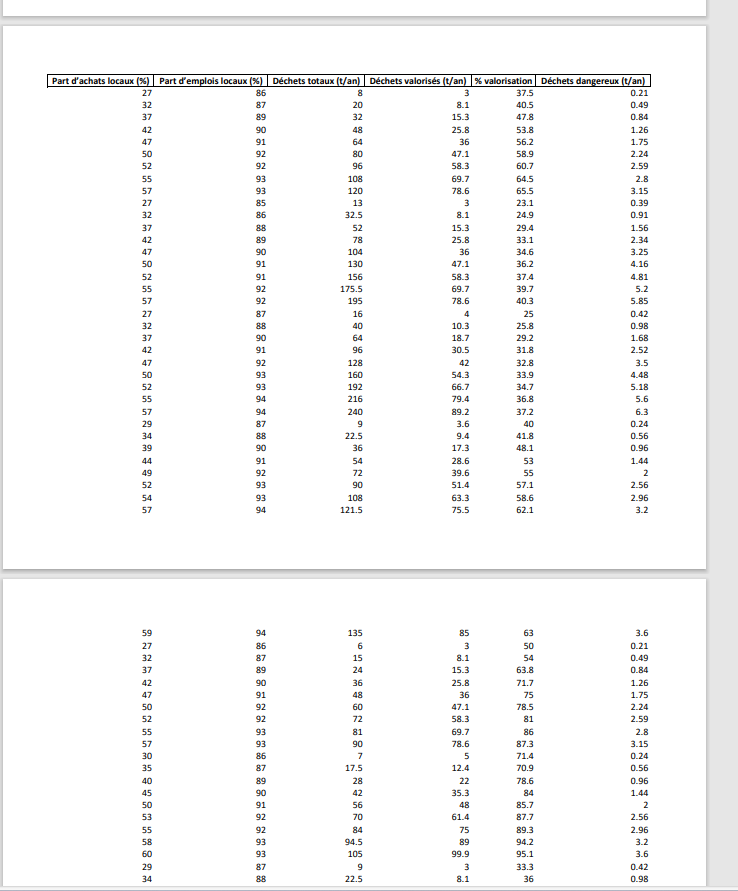 Part d'achats locaux (%) Part d'emplois locaux (%) Déchets totaux (t/an) Déchets valorisés (t/an) % valorisation Déchets dangereux (t/an)
27 86 8 3 37.5 0.21
32 87 20 8.1 40.5 0.49
37 89 32 15.3 47.8 0.84
42 90 48 25.8 53.8 1.26
47 91 64 36 56.2 1.75
50 92 80 47.1 58.9 2.24
52 92 96 58.3 60.7 2.59
55 93 108 69.7 64.5 2.8
57 93 120 78.6 65.5 3.15
27 85 13 3 23.1 0.39
32 86 32.5 8.1 24.9 0.91
37 88 52 15.3 29.4 1.56
42 89 78 25.8 33.1 2.34
47 90 104 36 34.6 3.25
50 91 130 47.1 36.2 4.16
52 91 156 58.3 37.4 4.81
55 92 175.5 69.7 39.7 5.2
57 92 195 78.6 40.3 5.85
27 87 16 4 25 0.42
32 88 40 10.3 25.8 0.98
37 90 64 18.7 29.2 1.68
42 91 96 30.5 31.8 2.52
47 92 128 42 32.8 3.5
50 93 160 54.3 33.9 4.48
52 93 192 66.7 34.7 5.18
55 94 216 79.4 36.8 5.6
57 94 240 89.2 37.2 6.3
29 87 9 3.6 40 0.24
34 88 22.5 9.4 41.8 0.56
39 90 36 17.3 48.1 0.96
44 91 54 28.6 53 1.44
49 92 72 39.6 55 2
52 93 90 51.4 57.1 2.56
54 93 108 63.3 58.6 2.96
57 94 121.5 75.5 62.1 3.2
59 94 135 85 63 3.6
27 86 6 3 50 0.21
32 87 15 8.1 54 0.49
37 89 24 15.3 63.8 0.84
42 90 36 25.8 71.7 1.26
47 91 48 36 75 1.75
50 92 60 47.1 78.5 2.24
52 92 72 58.3 81 2.59
55 93 81 69.7 86 2.8
57 93 90 78.6 87.3 3.15
30 86 7 5 71.4 0.24
35 87 17.5 12.4 70.9 0.56
40 89 28 22 78.6 0.96
45 90 42 35.3 84 1.44
50 91 56 48 85.7 2
53 92 70 61.4 87.7 2.56
55 92 84 75 89.3 2.96
58 93 94.5 89 94.2 3.2
60 93 105 99.9 95.1 3.6
29 87 9 3 33.3 0.42
34 88 22.5 8.1 36 0.98